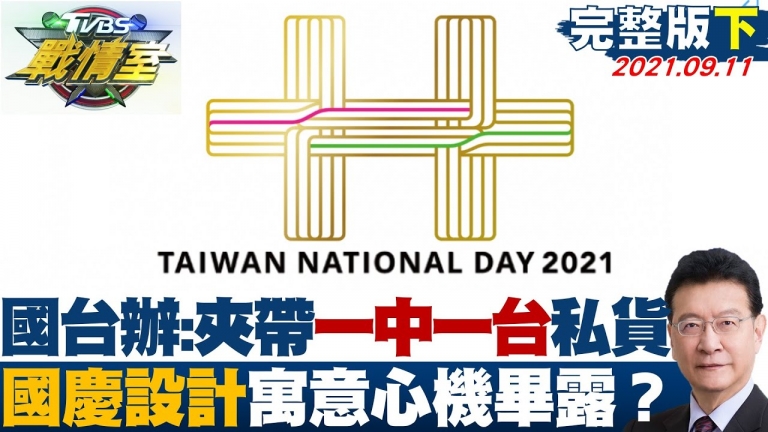 TVBS
戰情室
完整版下
2021.09.11
TAIWAN NATIONAL DAY 2021
國台辦:夾帶一中一台私貨
國慶設計寓意心機畢露？